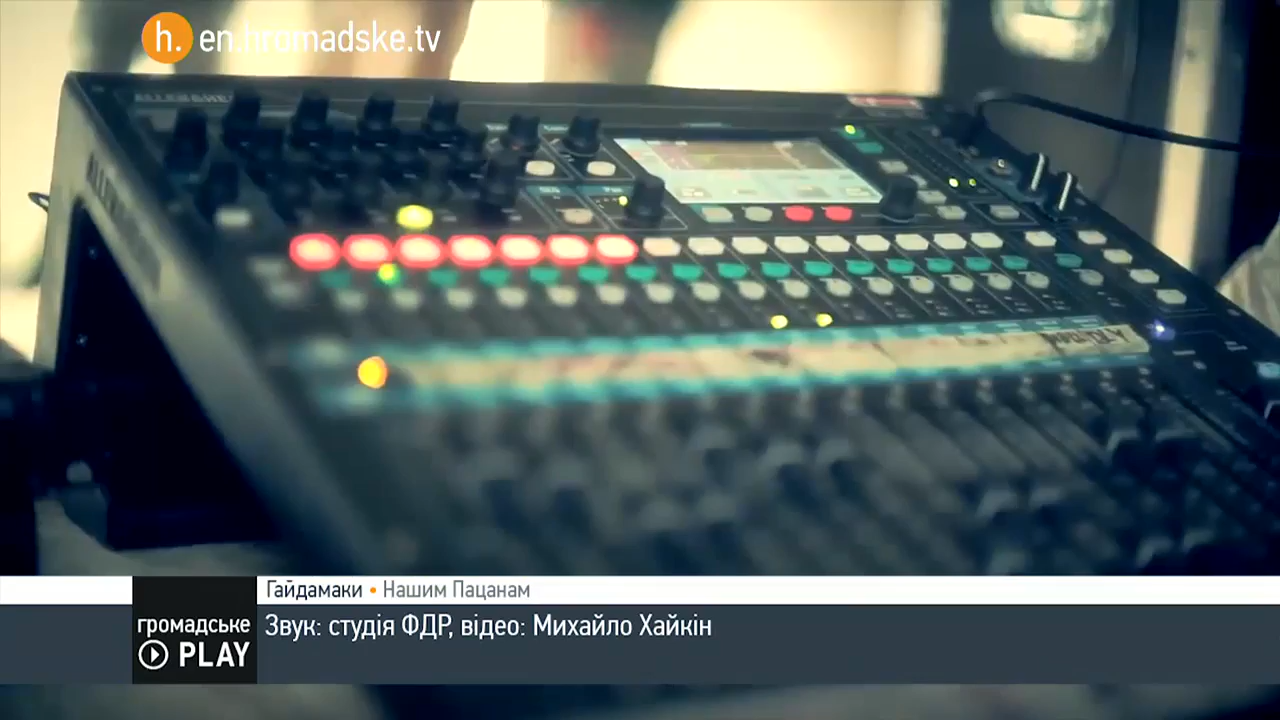 h. en.hromadske.tv
Гайдамаки • Нашим Пацанам
громадське
PLAY
Звук: студія ФДР, відео: Михайло Хайкін